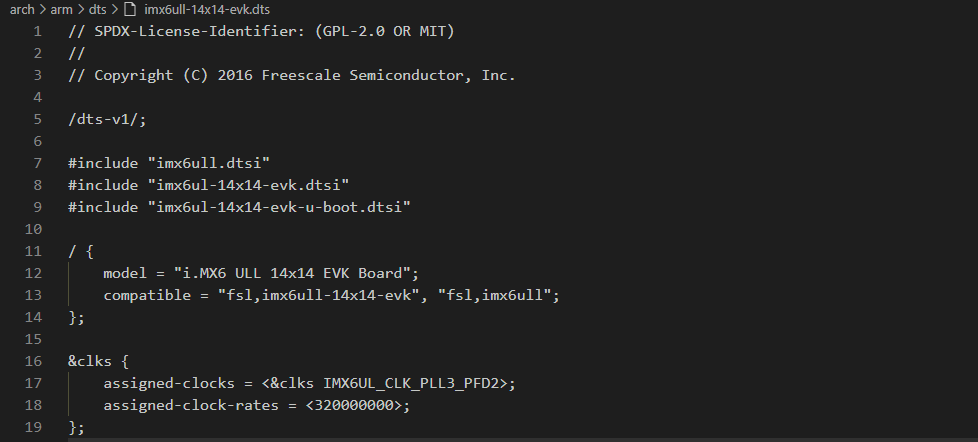 arch > arm > dts > imx6ull-14x14-evk.dts
1 // SPDX-License-Identifier: (GPL-2.0 OR MIT)
2 //
3 // Copyright (C) 2016 Freescale Semiconductor, Inc.
4
5 /dts-v1/;
6
7 #include "imx6ull.dtsi"
8 #include "imx6ul-14x14-evk.dtsi"
9 #include "imx6ul-14x14-evk-u-boot.dtsi"
10
11 / {
12     model = "i.MX6 ULL 14x14 EVK Board";
13     compatible = "fsl,imx6ull-14x14-evk", "fsl,imx6ull";
14 };
15
16 &clks {
17     assigned-clocks = <&clks IMX6UL_CLK_PLL3_PFD2>;
18     assigned-clock-rates = <320000000>;
19 };